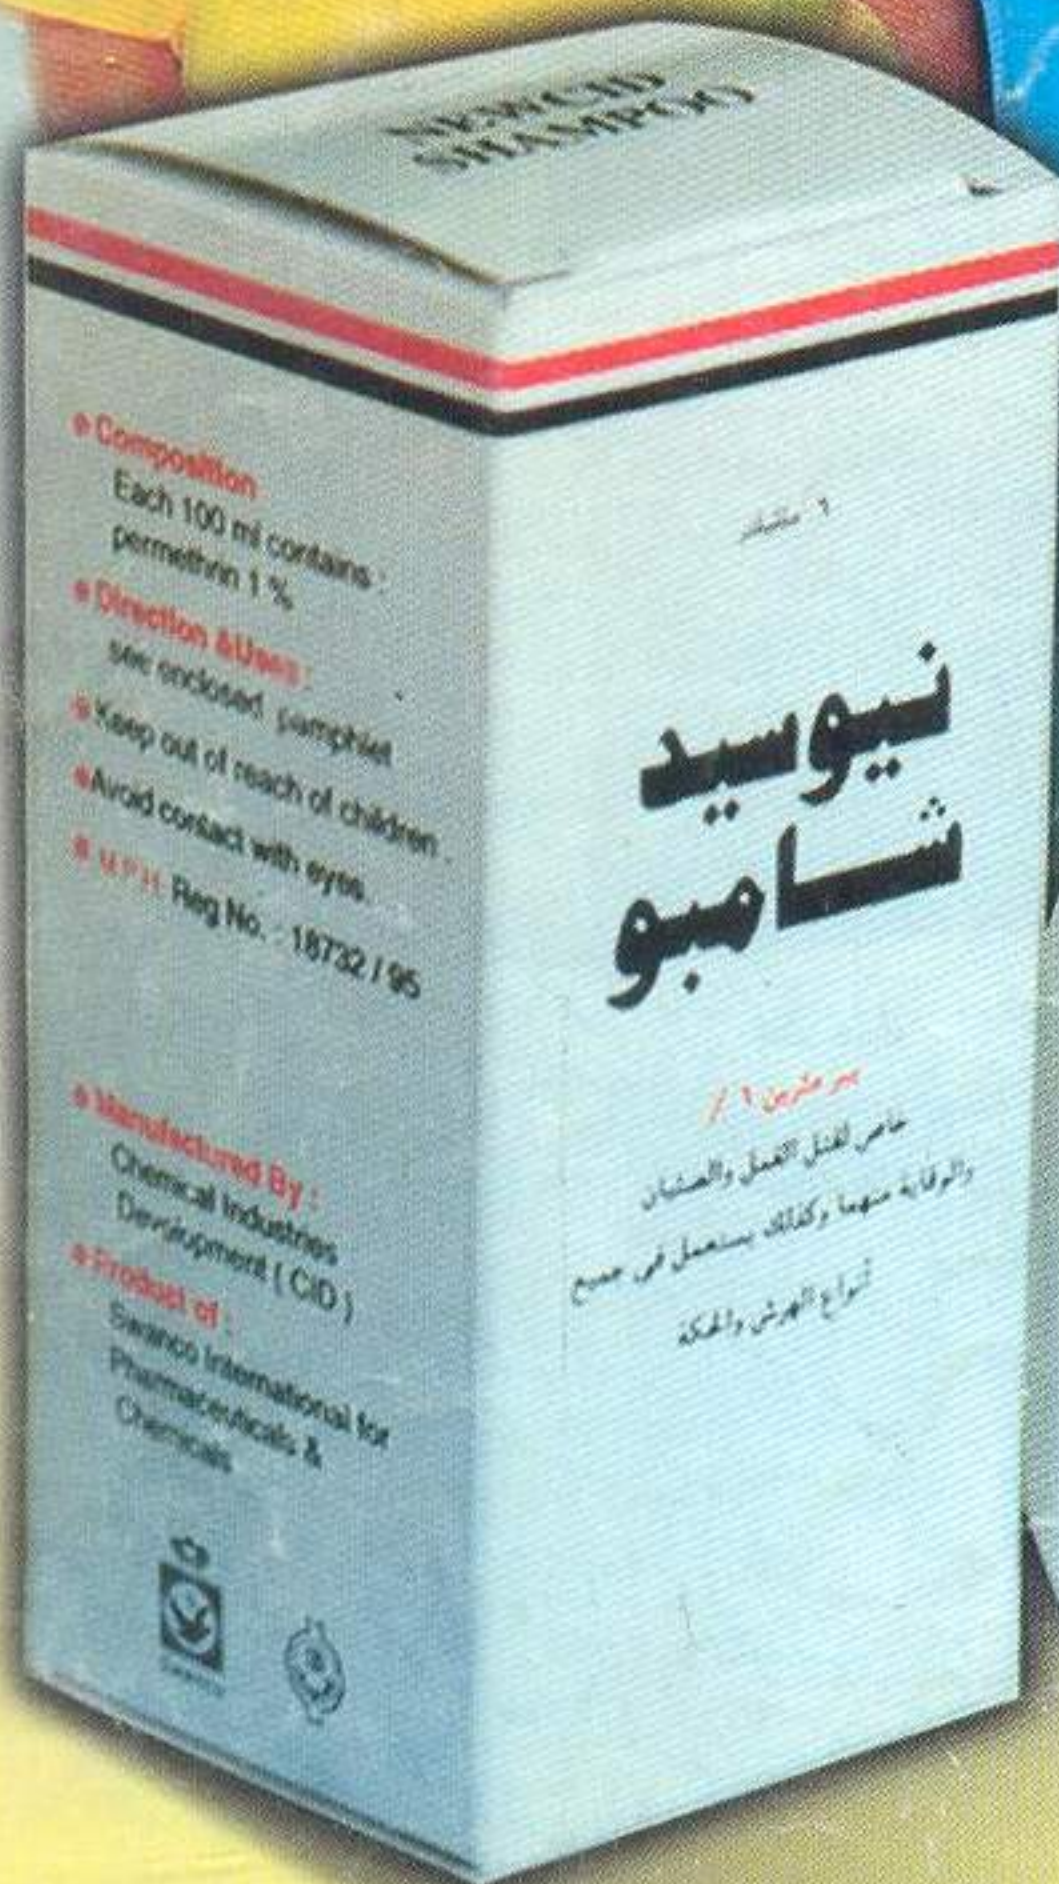 NEWCID
SHAMPOO
Composition
Each 100 ml contains :
permethrin 1 %
Direction & Uses :
see enclosed pamphlet
Keep out of reach of children .
Avoid contact with eyes.
Reg No. : 18732 / 95
Manufactured By :
Chemical Industries
Development ( CID )
Product of :
Swanco International for
Pharmaceuticals &
Chemicals
نيوسيد
شامبو
بيرمثرين ١ ٪
خاص لقتل القمل والصئبان
والوقاية منهما وكذلك يستعمل فى جميع
أنواع الهرش والحكة